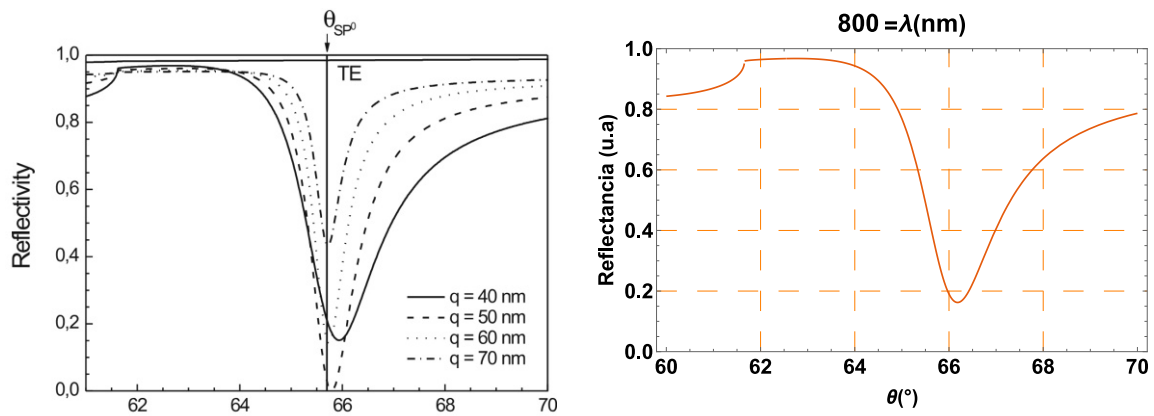 θSP⁰
TE
Reflectivity
1,0
0,8
0,6
0,4
0,2
0,0
q = 40 nm
q = 50 nm
q = 60 nm
q = 70 nm
62 64 66 68 70
800 =λ(nm)
Reflectancia (u.a)
1.0
0.8
0.6
0.4
0.2
0.0
60 62 64 66 68 70
θ(°)